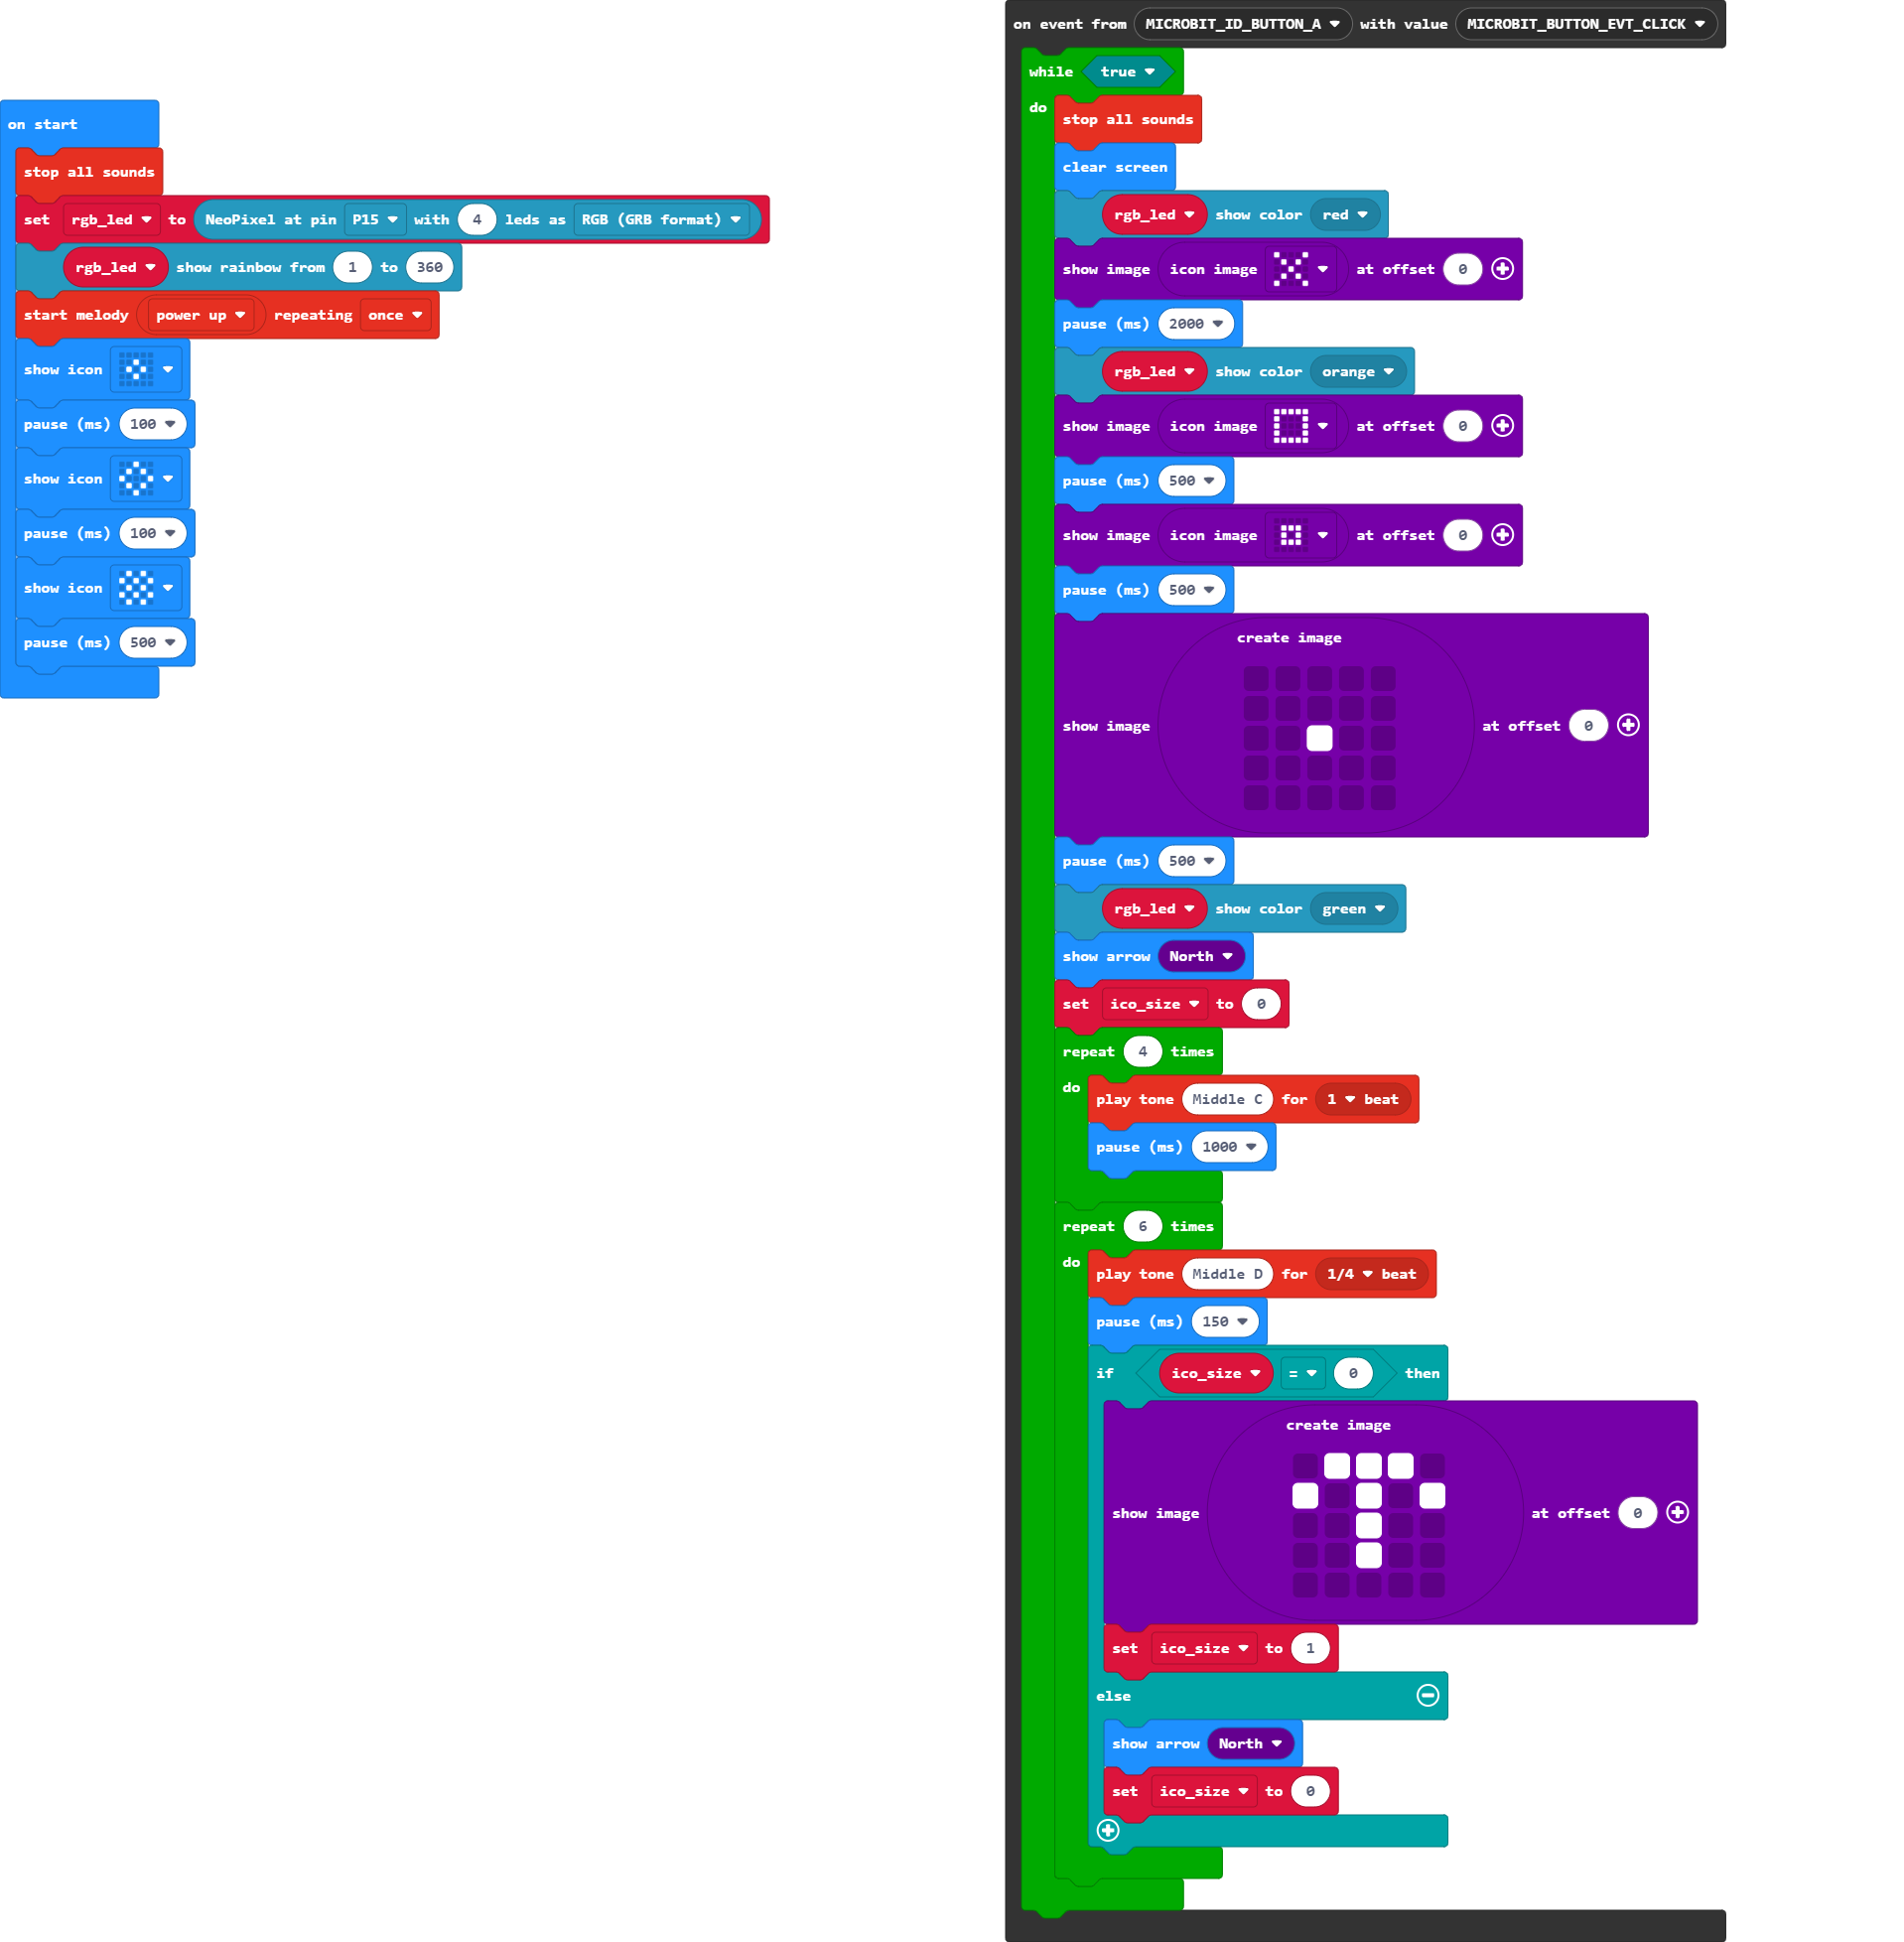 on start
stop all sounds
set rgb_led to NeoPixel at pin P15 with 4 leds as RGB (GRB format)
rgb_led show rainbow from 1 to 360
start melody power up repeating once
show icon
pause (ms) 100
show icon
pause (ms) 100
show icon
pause (ms) 500
on event from MICROBIT_ID_BUTTON_A with value MICROBIT_BUTTON_EVT_CLICK
while true
do
stop all sounds
clear screen
rgb_led show color red
show image icon image at offset 0
pause (ms) 2000
rgb_led show color orange
show image icon image at offset 0
pause (ms) 500
show image icon image at offset 0
pause (ms) 500
create image
show image at offset 0
pause (ms) 500
rgb_led show color green
show arrow North
set ico_size to 0
repeat 4 times
do
play tone Middle C for 1 beat
pause (ms) 1000
repeat 6 times
do
play tone Middle D for 1/4 beat
pause (ms) 150
if ico_size = 0 then
create image
show image at offset 0
set ico_size to 1
else
show arrow North
set ico_size to 0